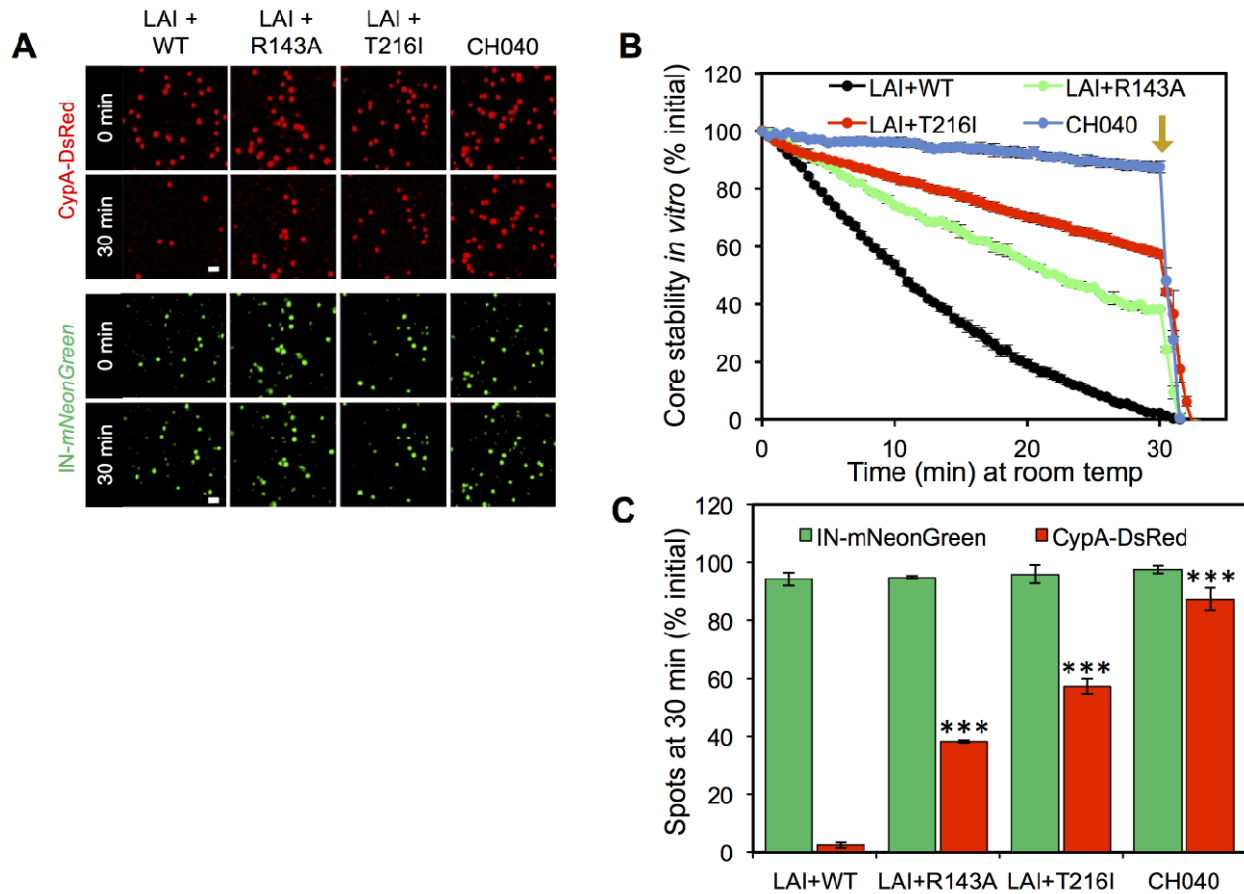 A
LAI +
WT
LAI +
R143A
LAI +
T216I
CH040
CypA-DsRed
0 min
30 min
IN-mNeonGreen
0 min
30 min
B
Core stability in vitro (% initial)
120
100
80
60
40
20
0
LAI+WT
LAI+R143A
LAI+T216I
CH040
0
10
20
30
Time (min) at room temp
C
Spots at 30 min (% initial)
120
100
80
60
40
20
0
IN-mNeonGreen
CypA-DsRed
***
***
***
LAI+WT
LAI+R143A
LAI+T216I
CH040